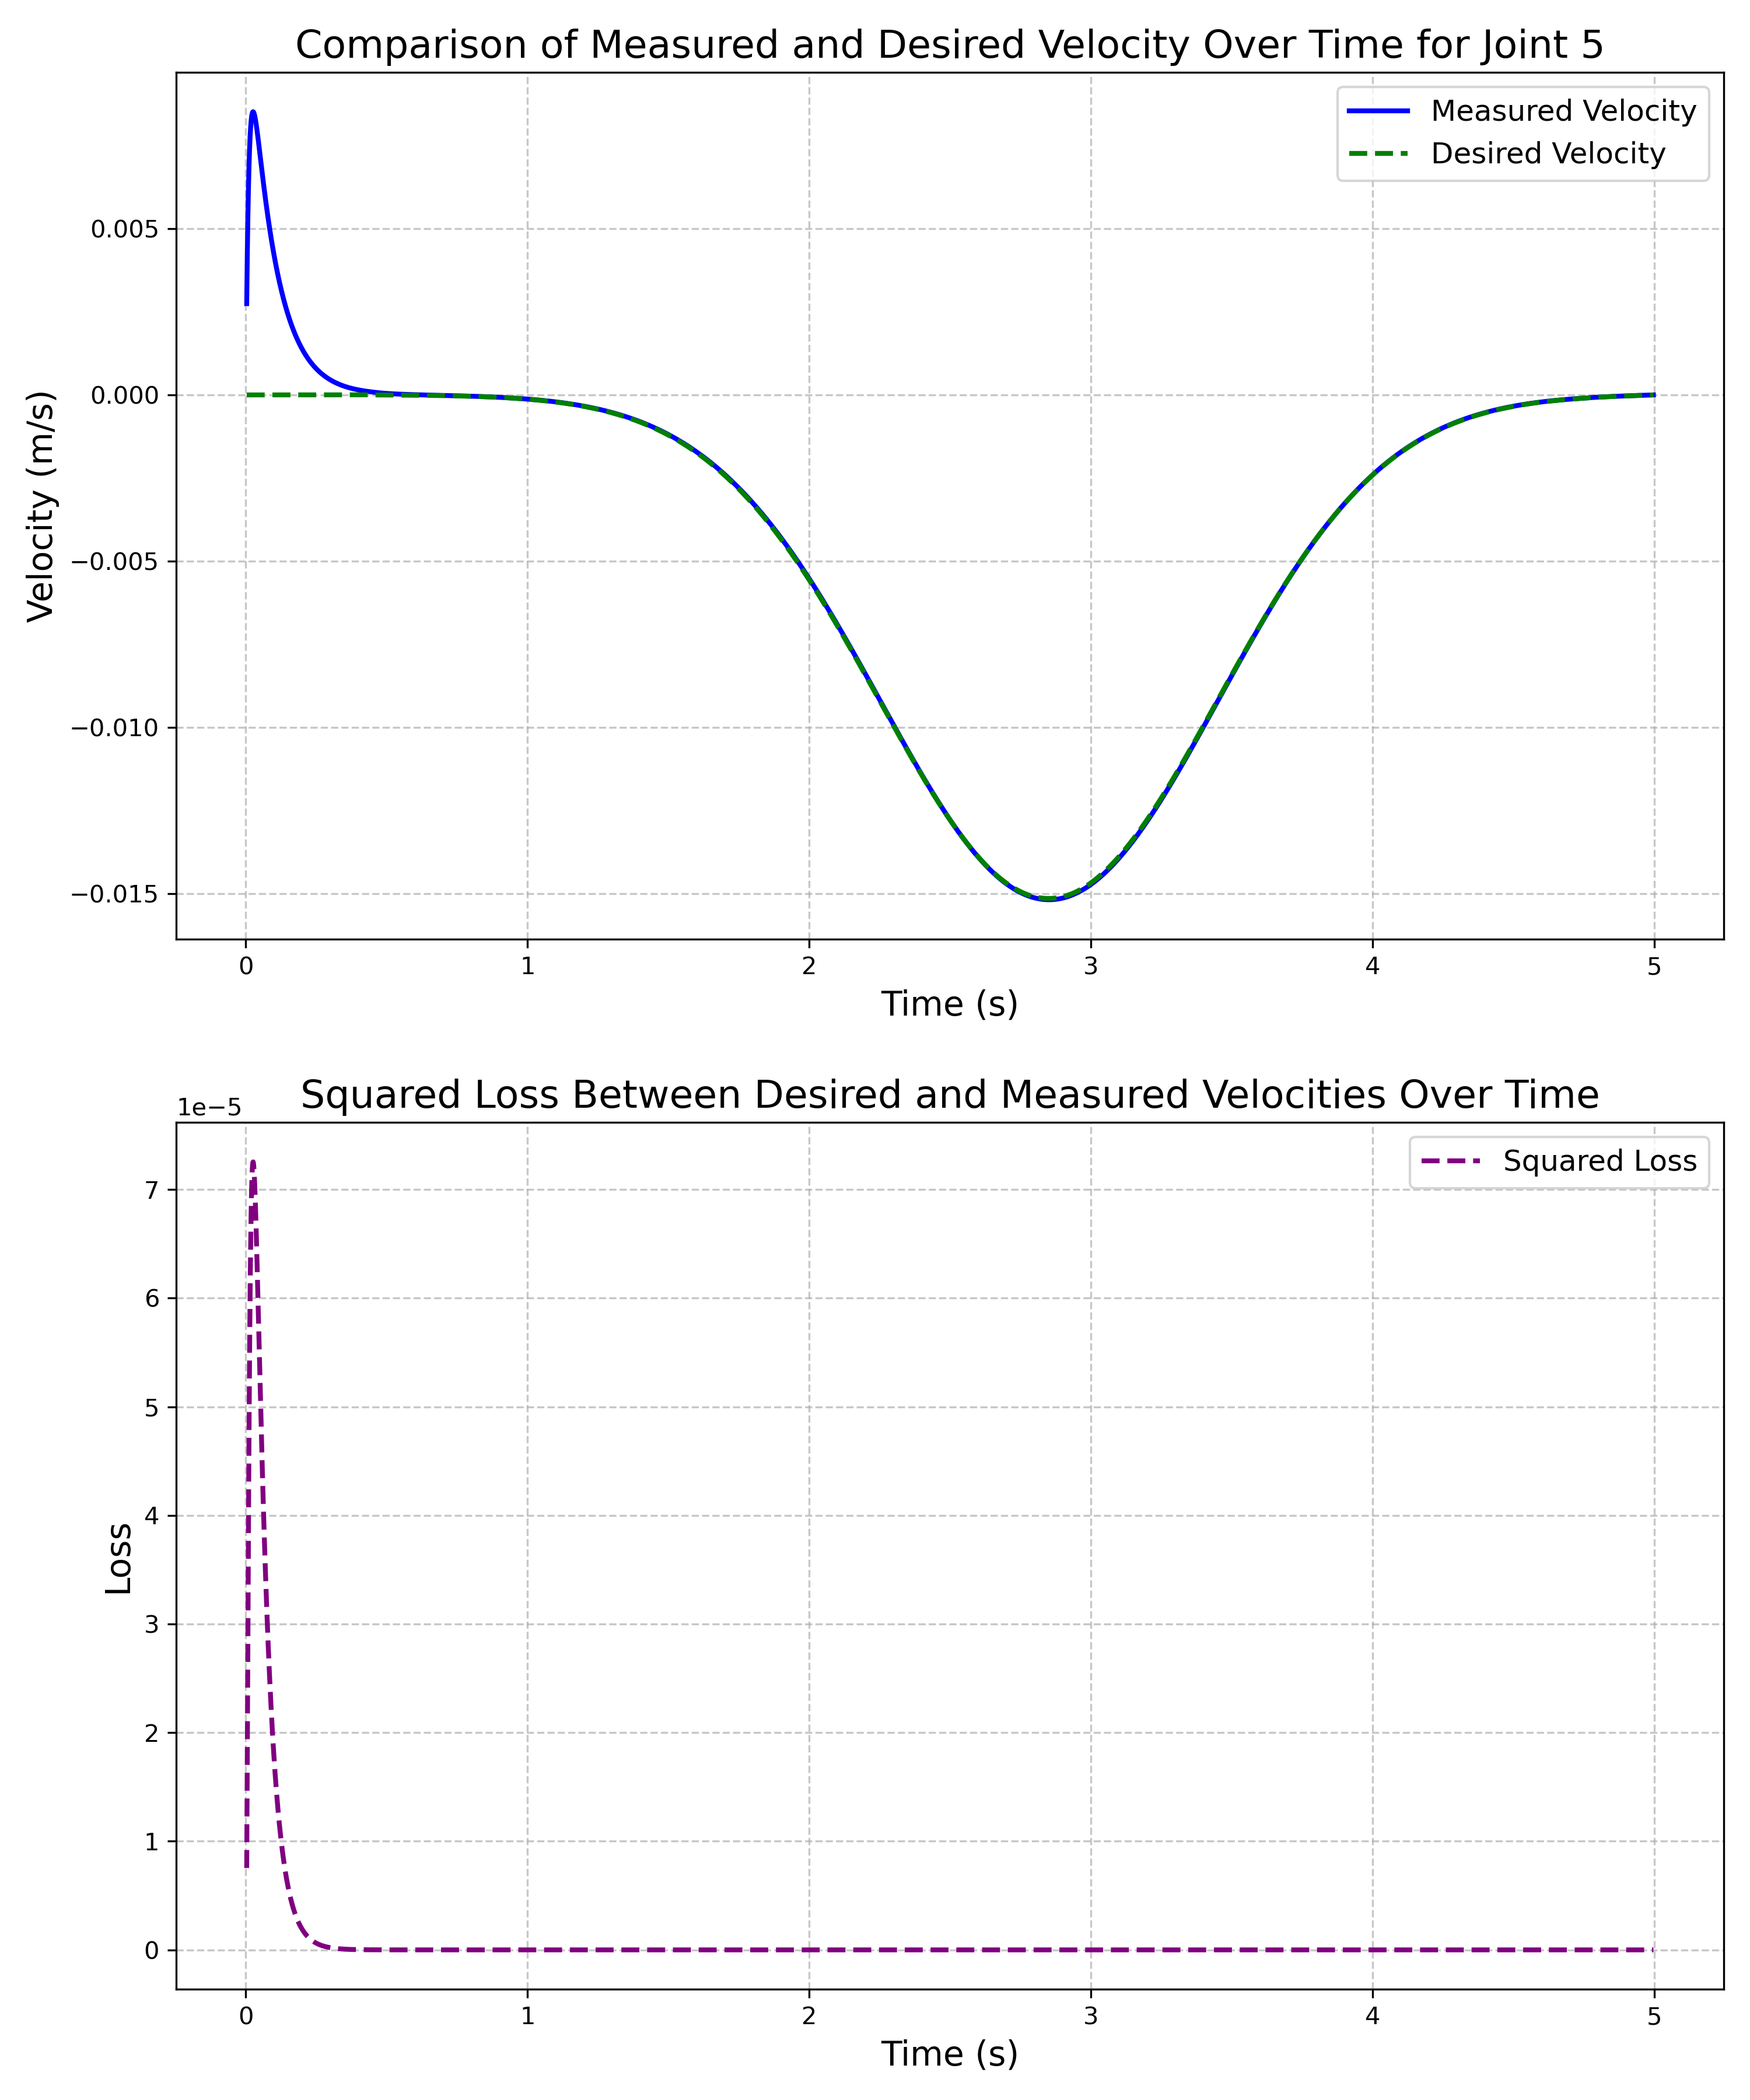 Comparison of Measured and Desired Velocity Over Time for Joint 5
Measured Velocity
Desired Velocity
Velocity (m/s)
0.005
0.000
−0.005
−0.010
−0.015
0 1 2 3 4 5
Time (s)
Squared Loss Between Desired and Measured Velocities Over Time
1e−5
Squared Loss
Loss
7
6
5
4
3
2
1
0
0 1 2 3 4 5
Time (s)